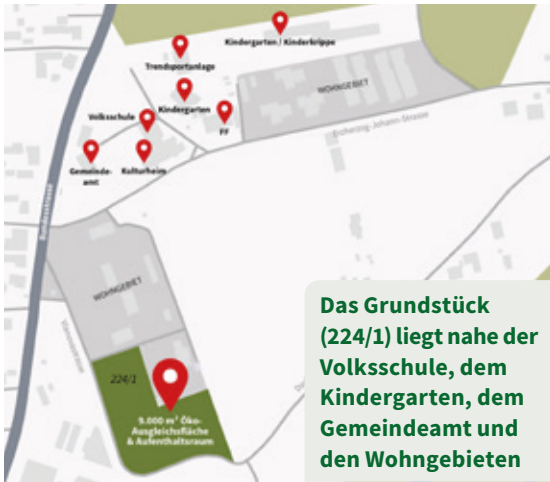 Kindergarten / Kinderkrippe
Trendsportanlage
WOHNGEBIET
Kindergarten
Volksschule
FF
Erzherzog-Johann-Strasse
Gemeinde-
amt
Kulturheim
Bundesstrasse
WOHNGEBIET
224/1
9.000 m² Öko-
Ausgleichsfläche
& Aufenthaltsraum
Das Grundstück
(224/1) liegt nahe der
Volksschule, dem
Kindergarten, dem
Gemeindeamt und
den Wohngebieten